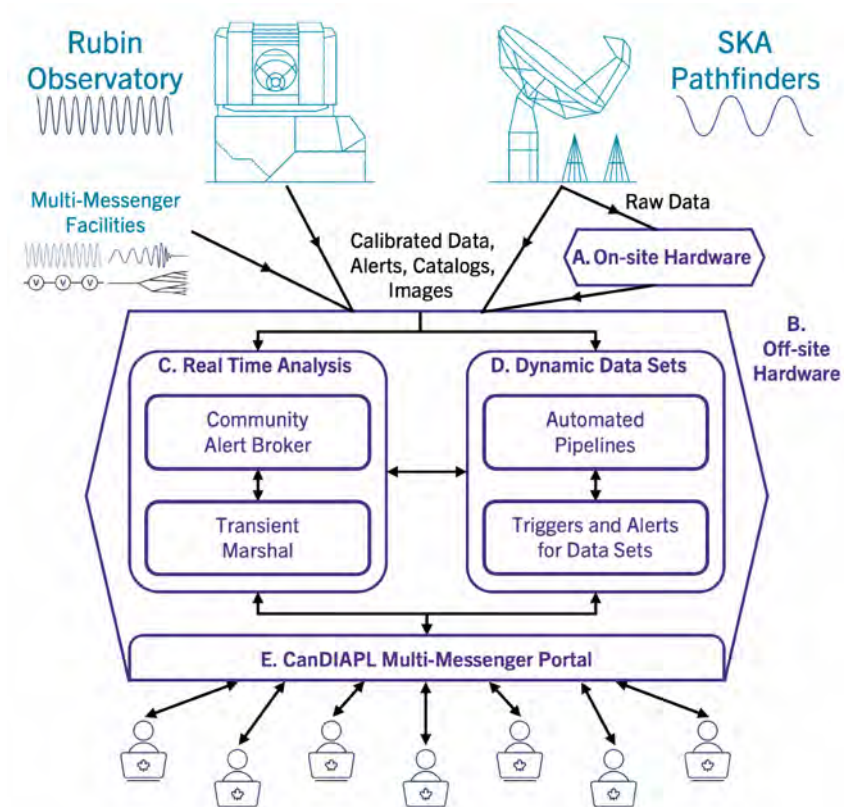 Rubin
Observatory
SKA
Pathfinders
Multi-Messenger
Facilities
V V V
Raw Data
Calibrated Data,
Alerts, Catalogs,
Images
A. On-site Hardware
B.
Off-site
Hardware
C. Real Time Analysis
Community
Alert Broker
Transient
Marshal
D. Dynamic Data Sets
Automated
Pipelines
Triggers and Alerts
for Data Sets
E. CanDIAPL Multi-Messenger Portal